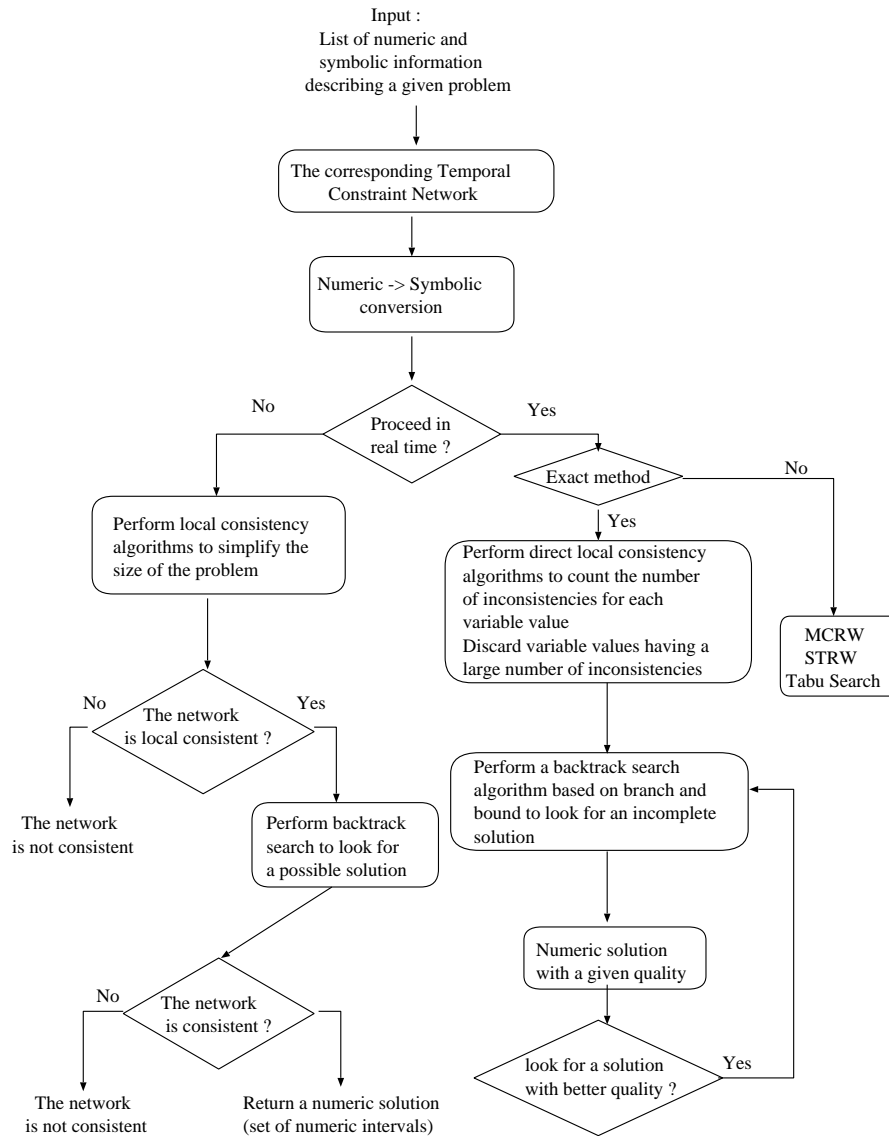 Input :
List of numeric and
symbolic information
describing a given problem
The corresponding Temporal
Constraint Network
Numeric -> Symbolic
conversion
No
Yes
Proceed in
real time ?
Exact method
No
Yes
Perform local consistency
algorithms to simplify the
size of the problem
Perform direct local consistency
algorithms to count the number
of inconsistencies for each
variable value
Discard variable values having a
large number of inconsistencies
MCRW
STRW
Tabu Search
No
Yes
The network
is local consistent ?
The network
is not consistent
Perform backtrack
search to look for
a possible solution
Perform a backtrack search
algorithm based on branch and
bound to look for an incomplete
solution
Numeric solution
with a given quality
No
The network
is consistent ?
look for a solution
with better quality ?
Yes
The network
is not consistent
Return a numeric solution
(set of numeric intervals)